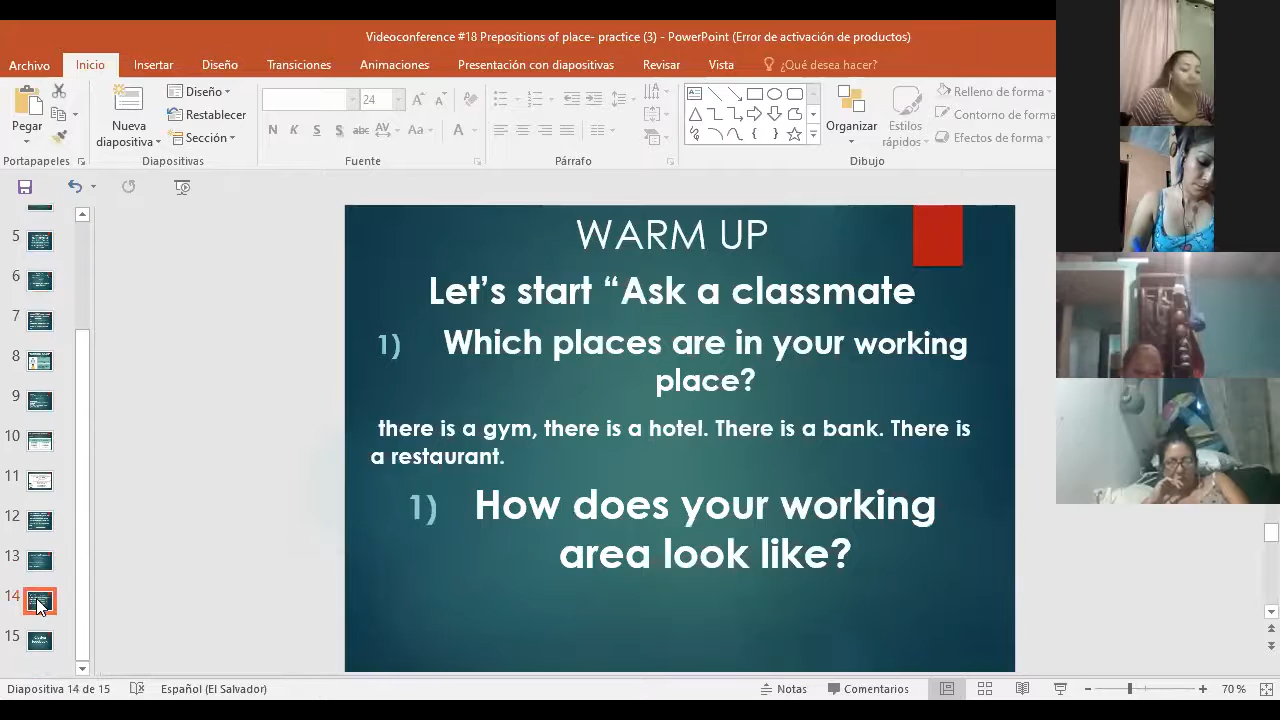 Videoconference #18 Prepositions of place- practice (3) - PowerPoint (Error de activación de productos)
Archivo Inicio Insertar Diseño Transiciones Animaciones Presentación con diapositivas Revisar Vista ¿Qué desea hacer?
Pegar
Nueva diapositiva
Diseño
Restablecer
Sección
24
N K S S abc AV Aa A
Organizar
Estilos rápidos
Relleno de forma
Contorno de forma
Efectos de forma
Portapapeles Diapositivas Fuente Párrafo Dibujo
5
6
7
8
9
10
11
12
13
14
15
WARM UP
Let's start “Ask a classmate
1) Which places are in your working
place?
there is a gym, there is a hotel. There is a bank. There is
a restaurant.
1) How does your working
area look like?
Diapositiva 14 de 15 Español (El Salvador) Notas Comentarios 70 %